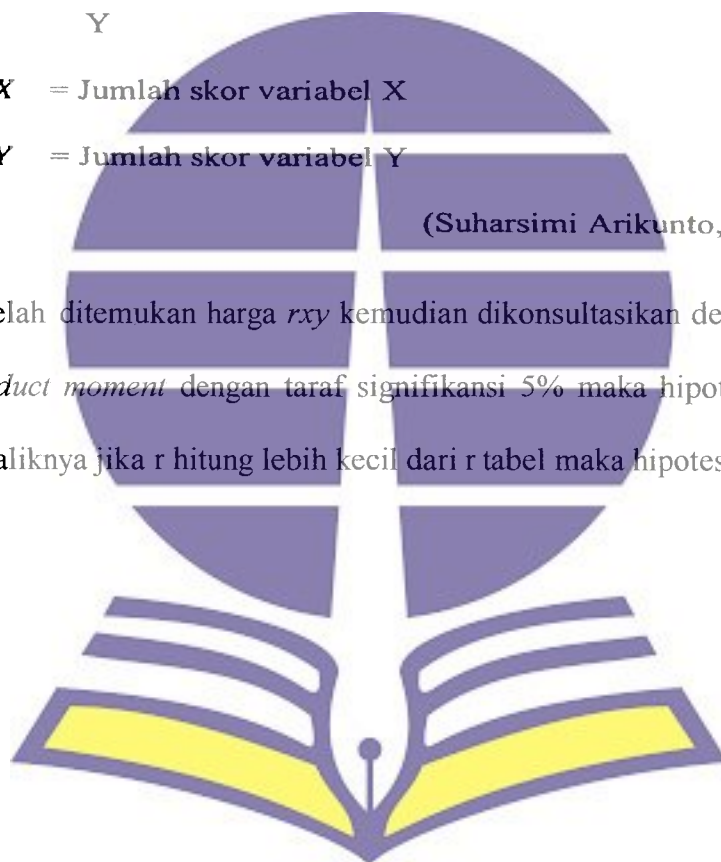 Y
X = Jumlah skor variabel X
Y = Jumlah skor variabel Y
(Suharsimi Arikunto,
elah ditemukan harga rxy kemudian dikonsultasikan de
duct moment dengan taraf signifikansi 5% maka hipot
aliknya jika r hitung lebih kecil dari r tabel maka hipotes